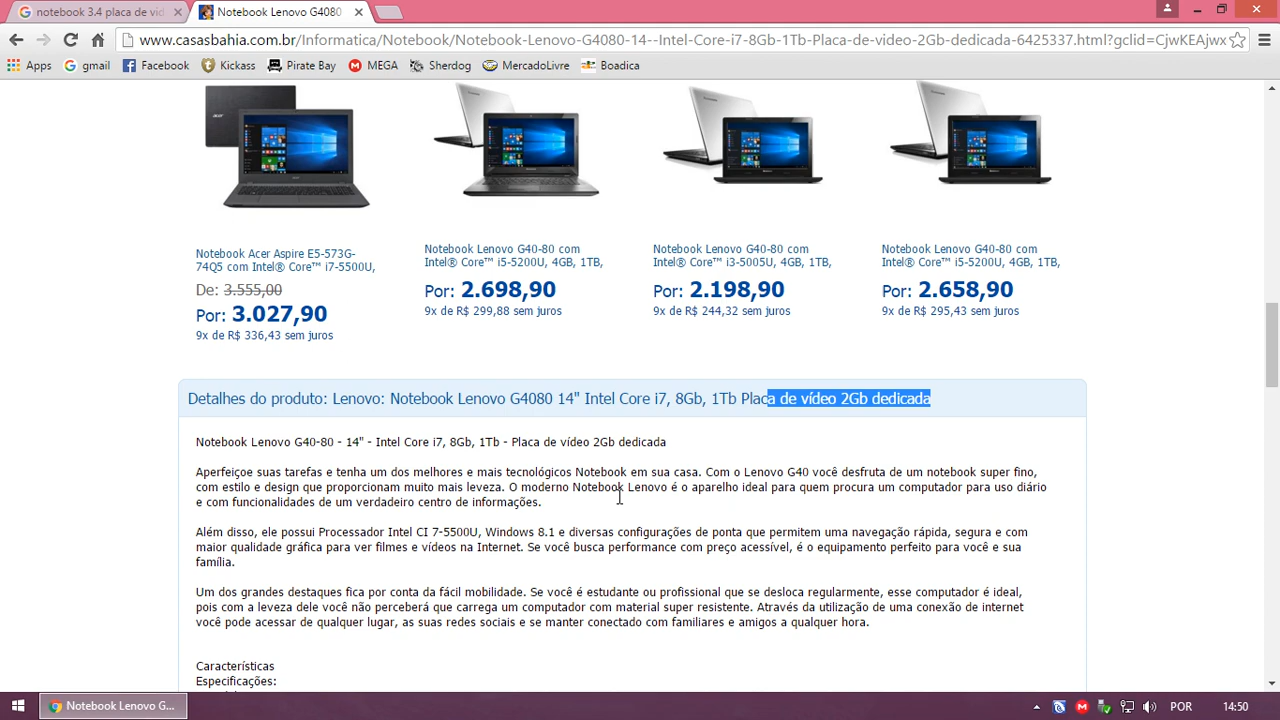 notebook 3.4 placa de vid
Notebook Lenovo G4080
www.casasbahia.com.br/Informatica/Notebook/Notebook-Lenovo-G4080-14--Intel-Core-i7-8Gb-1Tb-Placa-de-video-2Gb-dedicada-6425337.html?gclid=CjwKEAjwx
Apps gmail Facebook Kickass Pirate Bay MEGA Sherdog MercadoLivre Boadica
Notebook Acer Aspire E5-573G-
74Q5 com Intel® Core™ i7-5500U,
De: 3.555,00
Por: 3.027,90
9x de R$ 336,43 sem juros
Notebook Lenovo G40-80 com
Intel® Core™ i5-5200U, 4GB, 1TB,
Por: 2.698,90
9x de R$ 299,88 sem juros
Notebook Lenovo G40-80 com
Intel® Core™ i3-5005U, 4GB, 1TB,
Por: 2.198,90
9x de R$ 244,32 sem juros
Notebook Lenovo G40-80 com
Intel® Core™ i5-5200U, 4GB, 1TB,
Por: 2.658,90
9x de R$ 295,43 sem juros
Detalhes do produto: Lenovo: Notebook Lenovo G4080 14" Intel Core i7, 8Gb, 1Tb Placa de vídeo 2Gb dedicada
Notebook Lenovo G40-80 - 14" - Intel Core i7, 8Gb, 1Tb - Placa de vídeo 2Gb dedicada
Aperfeiçoe suas tarefas e tenha um dos melhores e mais tecnológicos Notebook em sua casa. Com o Lenovo G40 você desfruta de um notebook super fino,
com estilo e design que proporcionam muito mais leveza. O moderno Notebook Lenovo é o aparelho ideal para quem procura um computador para uso diário
e com funcionalidades de um verdadeiro centro de informações.
Além disso, ele possui Processador Intel CI 7-5500U, Windows 8.1 e diversas configurações de ponta que permitem uma navegação rápida, segura e com
maior qualidade gráfica para ver filmes e vídeos na Internet. Se você busca performance com preço acessível, é o equipamento perfeito para você e sua
família.
Um dos grandes destaques fica por conta da fácil mobilidade. Se você é estudante ou profissional que se desloca regularmente, esse computador é ideal,
pois com a leveza dele você não perceberá que carrega um computador com material super resistente. Através da utilização de uma conexão de internet
você pode acessar de qualquer lugar, as suas redes sociais e se manter conectado com familiares e amigos a qualquer hora.
Características
Especificações:
Notebook Lenovo G...
POR 14:50